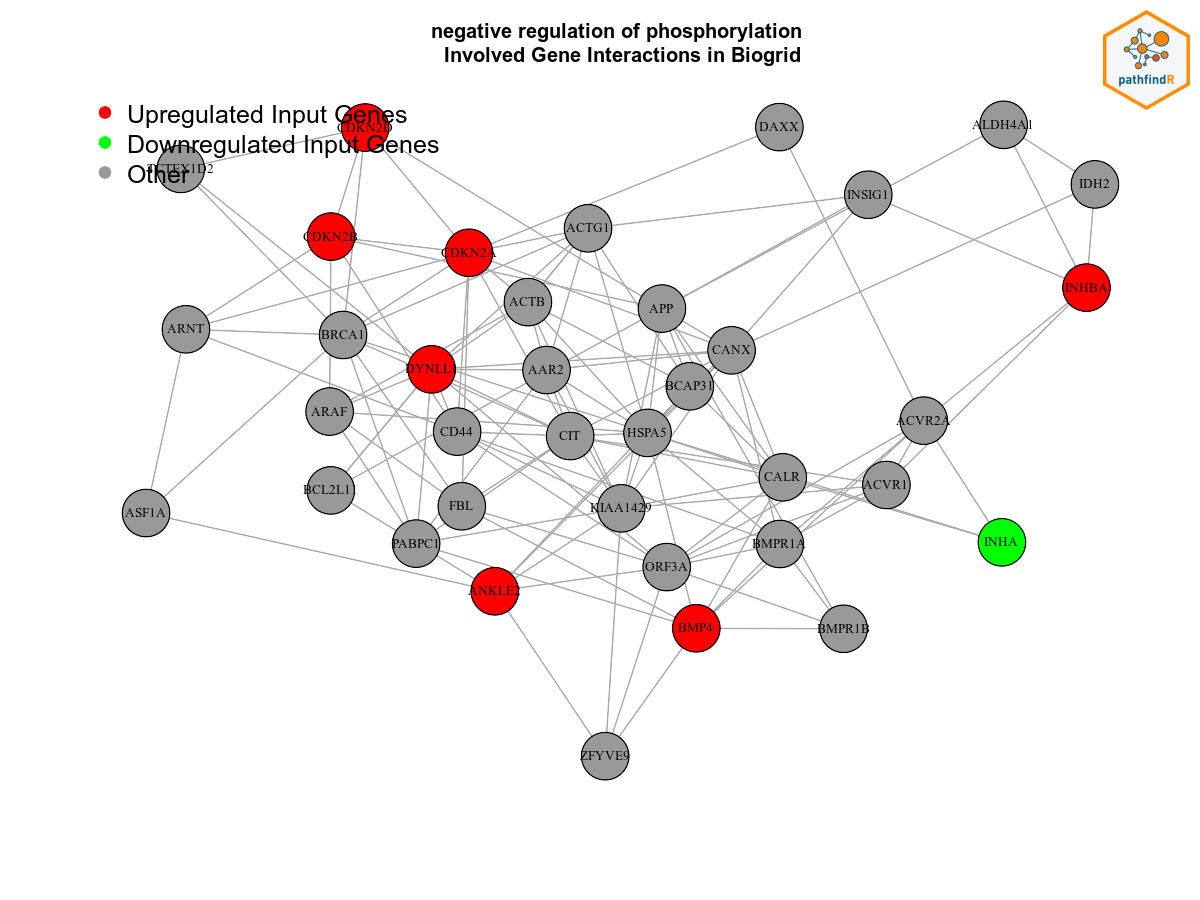 negative regulation of phosphorylation
Involved Gene Interactions in Biogrid
pathfindR
Upregulated Input Genes
Downregulated Input Genes
Other
CDKN2D
DAXX
ALDH4A1
TCTEX1D2
IDH2
INSIG1
ACTG1
CDKN2B
CDKN2A
INHBA
ACTB
APP
ARNT
BRCA1
CANX
DYNLL1
AAR2
BCAP31
ARAF
ACVR2A
CD44
CIT
HSPA5
CALR
ACVR1
BCL2L1
FBL
KIAA1429
ASF1A
PABPC1
BMPR1A
INHA
ORF3A
ANKLE2
BMP4
BMPR1B
ZFYVE9